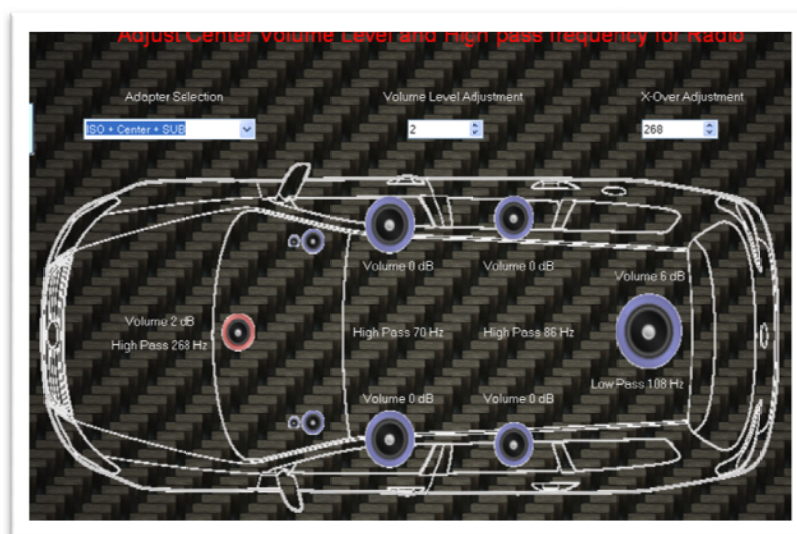 Adjust Center Volume Level and High pass frequency for Radio
Adapter Selection
Volume Level Adjustment
X-Over Adjustment
ISO + Center + SUB
2
268
Volume 0 dB
Volume 0 dB
Volume 6 dB
Volume 2 dB
High Pass 268 Hz
High Pass 70 Hz
High Pass 86 Hz
Low Pass 108 Hz
Volume 0 dB
Volume 0 dB